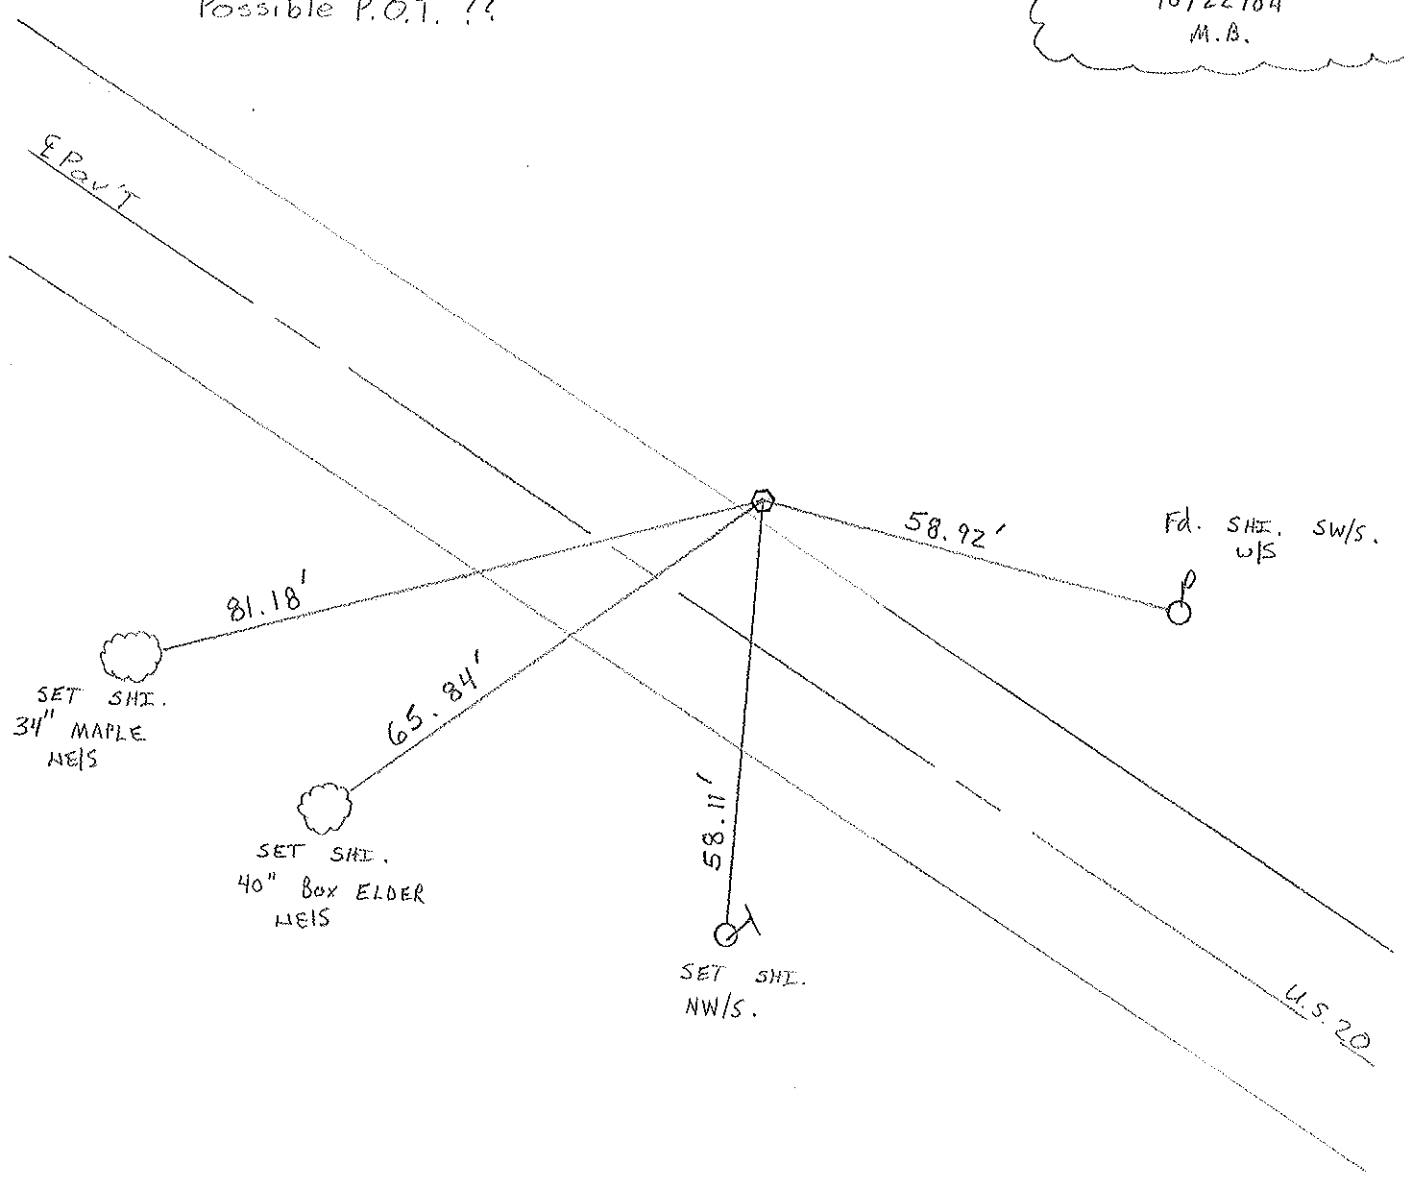 Possible P.O.T. ??
10/22/04
M.B.
℄ Pav'T
58.92'
Fd. SHI. SW/S.
W/S
81.18'
SET SHI.
34" MAPLE
NE/S
65.84'
SET SHI.
40" Box ELDER
NE/S
58.11'
SET SHI.
NW/S.
U.S. 20